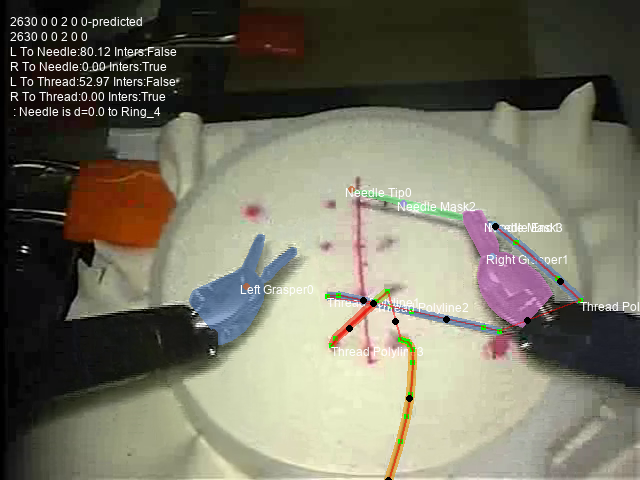 2630 0 0 2 0 0-predicted
2630 0 0 2 0 0
L To Needle:80.12 Inters:False
R To Needle:0.00 Inters:True
L To Thread:52.97 Inters:False
R To Thread:0.00 Inters:True
: Needle is d=0.0 to Ring_4
Needle Tip0
Needle Mask2
Right Grasper1
Left Grasper0
Thread Pol
Thread Polyline2
Thread Polyline3